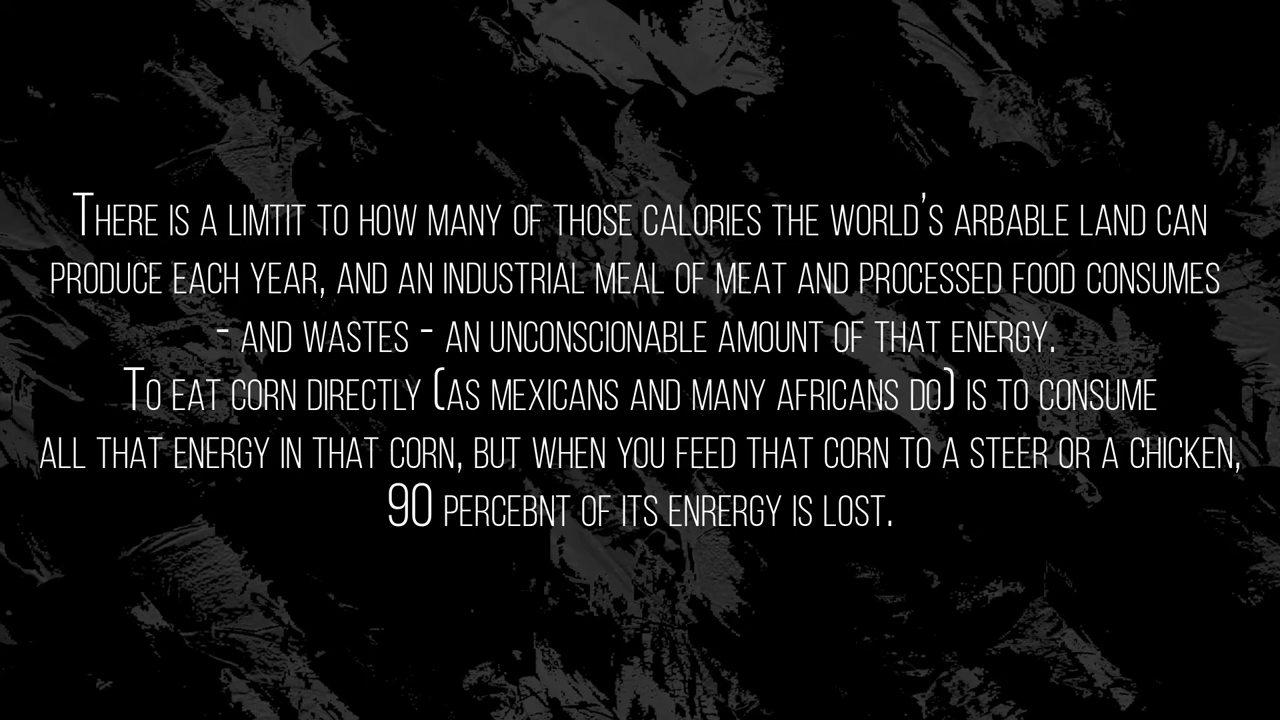 There is a limtit to how many of those calories the world's arbable land can
produce each year, and an industrial meal of meat and processed food consumes
- and wastes - an unconscionable amount of that energy.
To eat corn directly (as mexicans and many africans do) is to consume
all that energy in that corn, but when you feed that corn to a steer or a chicken,
90 percebnt of its enrergy is lost.